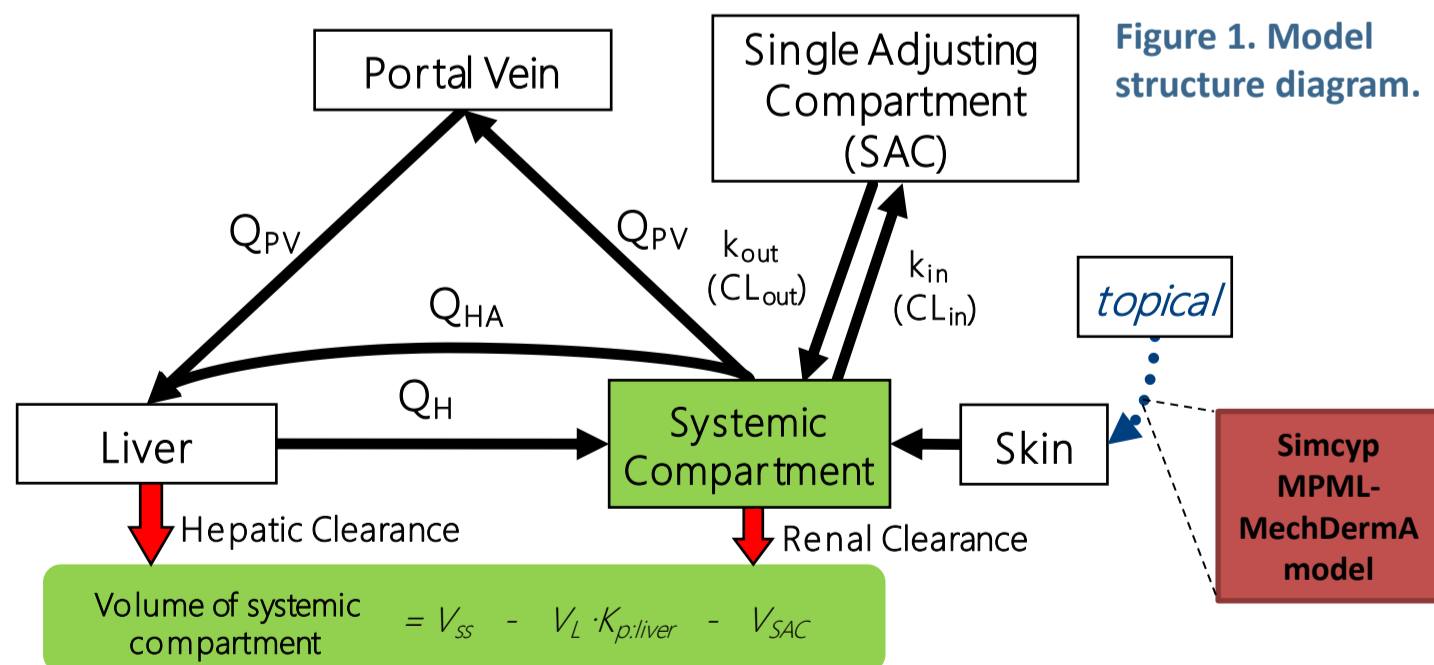 Figure 1. Model
structure diagram.
Portal Vein
Single Adjusting
Compartment
(SAC)
QPV
QPV
kout
(CLout)
kin
(CLin)
topical
QHA
QH
Liver
Systemic
Compartment
Skin
Simcyp
MPML-
MechDermA
model
Hepatic Clearance
Renal Clearance
Volume of systemic
compartment
= Vss - VL ·Kp:liver - VSAC